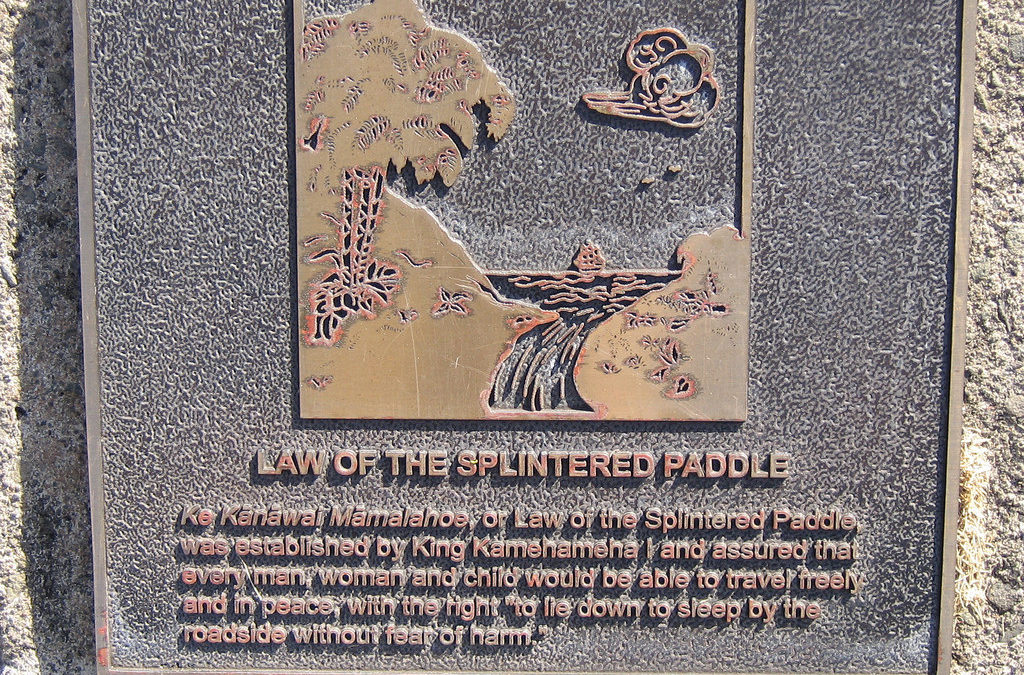 LAW OF THE SPLINTERED PADDLE
Ke Kānāwai Māmalahoe, or Law of the Splintered Paddle,
was established by King Kamehameha I and assured that
every man, woman and child would be able to travel freely
and in peace, with the right "to lie down to sleep by the
roadside without fear of harm."